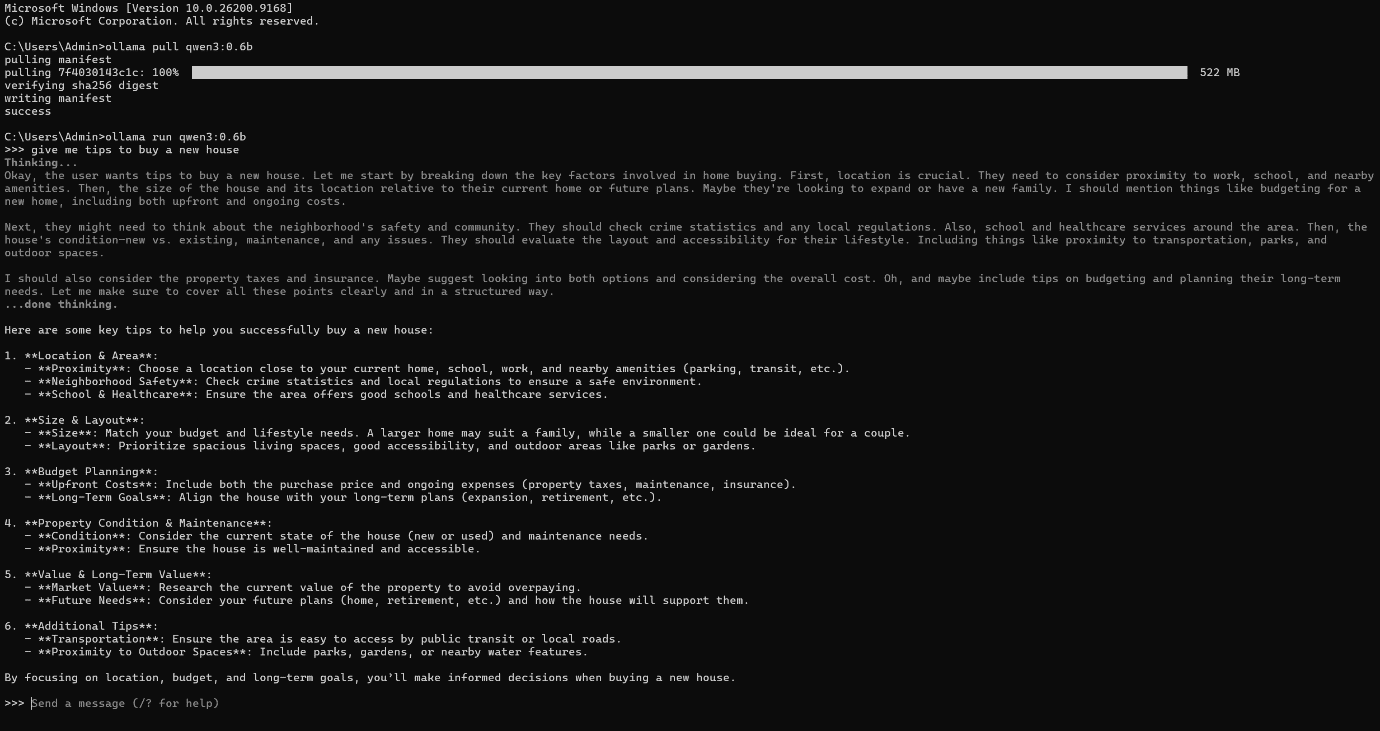 Microsoft Windows [Version 10.0.26200.9168]
(c) Microsoft Corporation. All rights reserved.
C:\Users\Admin>ollama pull qwen3:0.6b
pulling manifest
pulling 7f4030143c1c: 100% 522 MB
verifying sha256 digest
writing manifest
success
C:\Users\Admin>ollama run qwen3:0.6b
>>> give me tips to buy a new house
Thinking...
Okay, the user wants tips to buy a new house. Let me start by breaking down the key factors involved in home buying. First, location is crucial. They need to consider proximity to work, school, and nearby
amenities. Then, the size of the house and its location relative to their current home or future plans. Maybe they're looking to expand or have a new family. I should mention things like budgeting for a
new home, including both upfront and ongoing costs.
Next, they might need to think about the neighborhood's safety and community. They should check crime statistics and any local regulations. Also, school and healthcare services around the area. Then, the
house's condition—new vs. existing, maintenance, and any issues. They should evaluate the layout and accessibility for their lifestyle. Including things like proximity to transportation, parks, and
outdoor spaces.
I should also consider the property taxes and insurance. Maybe suggest looking into both options and considering the overall cost. Oh, and maybe include tips on budgeting and planning their long-term
needs. Let me make sure to cover all these points clearly and in a structured way.
...done thinking.
Here are some key tips to help you successfully buy a new house:
1. **Location & Area**:
- **Proximity**: Choose a location close to your current home, school, work, and nearby amenities (parking, transit, etc.).
- **Neighborhood Safety**: Check crime statistics and local regulations to ensure a safe environment.
- **School & Healthcare**: Ensure the area offers good schools and healthcare services.
2. **Size & Layout**:
- **Size**: Match your budget and lifestyle needs. A larger home may suit a family, while a smaller one could be ideal for a couple.
- **Layout**: Prioritize spacious living spaces, good accessibility, and outdoor areas like parks or gardens.
3. **Budget Planning**:
- **Upfront Costs**: Include both the purchase price and ongoing expenses (property taxes, maintenance, insurance).
- **Long-Term Goals**: Align the house with your long-term plans (expansion, retirement, etc.).
4. **Property Condition & Maintenance**:
- **Condition**: Consider the current state of the house (new or used) and maintenance needs.
- **Proximity**: Ensure the house is well-maintained and accessible.
5. **Value & Long-Term Value**:
- **Market Value**: Research the current value of the property to avoid overpaying.
- **Future Needs**: Consider your future plans (home, retirement, etc.) and how the house will support them.
6. **Additional Tips**:
- **Transportation**: Ensure the area is easy to access by public transit or local roads.
- **Proximity to Outdoor Spaces**: Include parks, gardens, or nearby water features.
By focusing on location, budget, and long-term goals, you’ll make informed decisions when buying a new house.
>>> Send a message (/? for help)